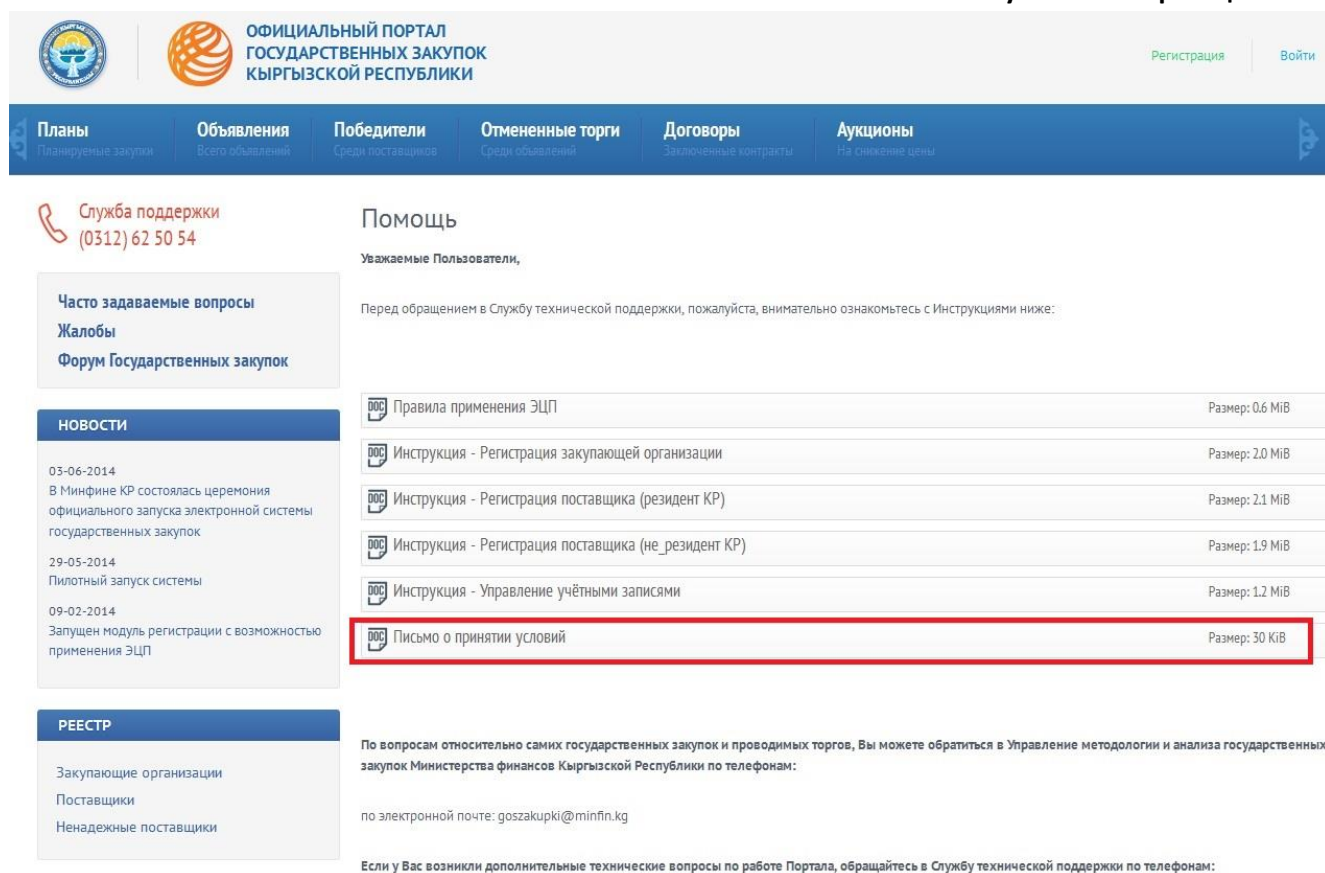 ОФИЦИАЛЬНЫЙ ПОРТАЛ
ГОСУДАРСТВЕННЫХ ЗАКУПОК
КЫРГЫЗСКОЙ РЕСПУБЛИКИ
Регистрация
Войти
Планы
Планируемые закупки
Объявления
Всего объявлений
Победители
Среди поставщиков
Отмененные торги
Среди объявлений
Договоры
Заключенные контракты
Аукционы
На снижение цены
Служба поддержки
(0312) 62 50 54
Часто задаваемые вопросы
Жалобы
Форум Государственных закупок
НОВОСТИ
03-06-2014
В Минфине КР состоялась церемония
официального запуска электронной системы
государственных закупок
29-05-2014
Пилотный запуск системы
09-02-2014
Запущен модуль регистрации с возможностью
применения ЭЦП
РЕЕСТР
Закупающие организации
Поставщики
Ненадежные поставщики
Помощь
Уважаемые Пользователи,
Перед обращением в Службу технической поддержки, пожалуйста, внимательно ознакомьтесь с Инструкциями ниже:
DOC Правила применения ЭЦП Размер: 0.6 MiB
DOC Инструкция - Регистрация закупающей организации Размер: 2.0 MiB
DOC Инструкция - Регистрация поставщика (резидент КР) Размер: 2.1 MiB
DOC Инструкция - Регистрация поставщика (не_резидент КР) Размер: 1.9 MiB
DOC Инструкция - Управление учётными записями Размер: 1.2 MiB
DOC Письмо о принятии условий Размер: 30 KiB
По вопросам относительно самих государственных закупок и проводимых торгов, Вы можете обратиться в Управление методологии и анализа государственных
закупок Министерства финансов Кыргызской Республики по телефонам:
по электронной почте: goszakupki@minfin.kg
Если у Вас возникли дополнительные технические вопросы по работе Портала, обращайтесь в Службу технической поддержки по телефонам: